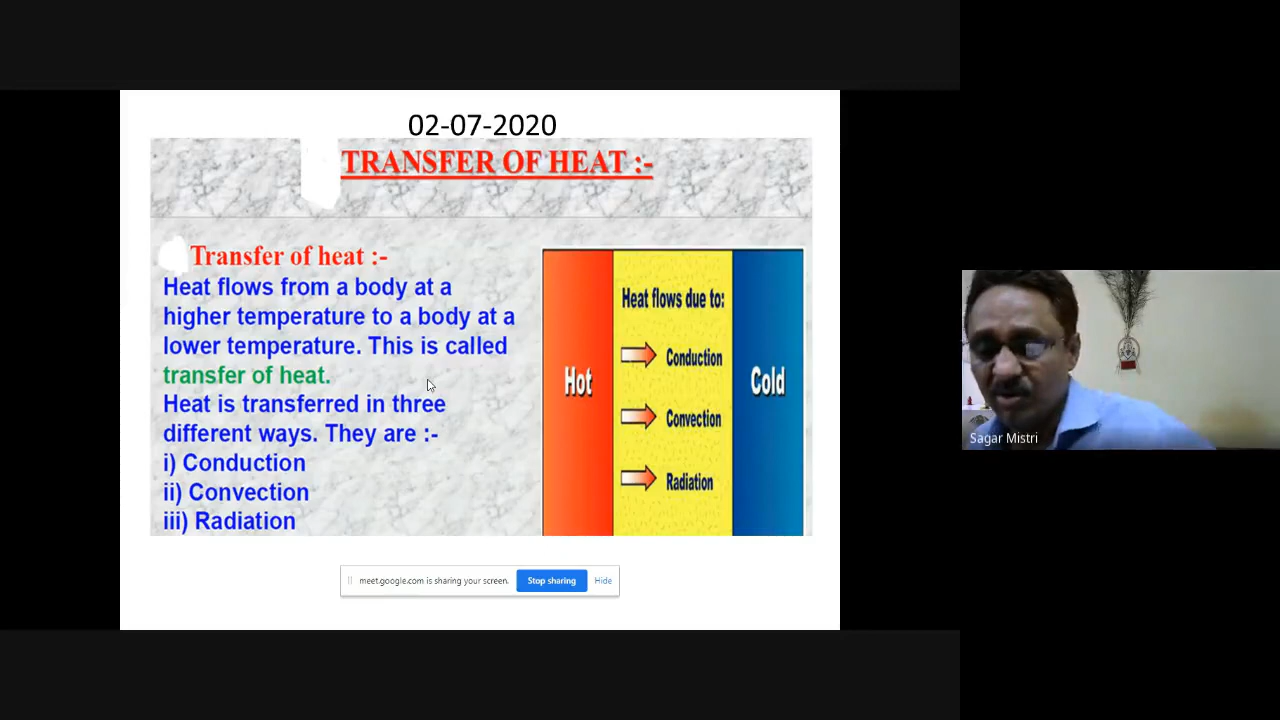 02-07-2020
TRANSFER OF HEAT :-
Transfer of heat :-
Heat flows from a body at a
higher temperature to a body at a
lower temperature. This is called
transfer of heat.
Heat is transferred in three
different ways. They are :-
i) Conduction
ii) Convection
iii) Radiation
Hot
Heat flows due to:
Conduction
Convection
Radiation
Cold
meet.google.com is sharing your screen.
Stop sharing
Hide
Sagar Mistri